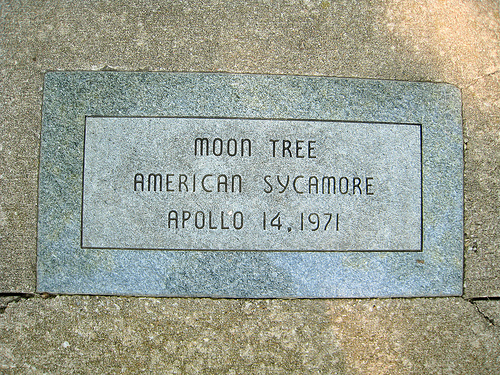 MOON TREE
AMERICAN SYCAMORE
APOLLO 14, 1971